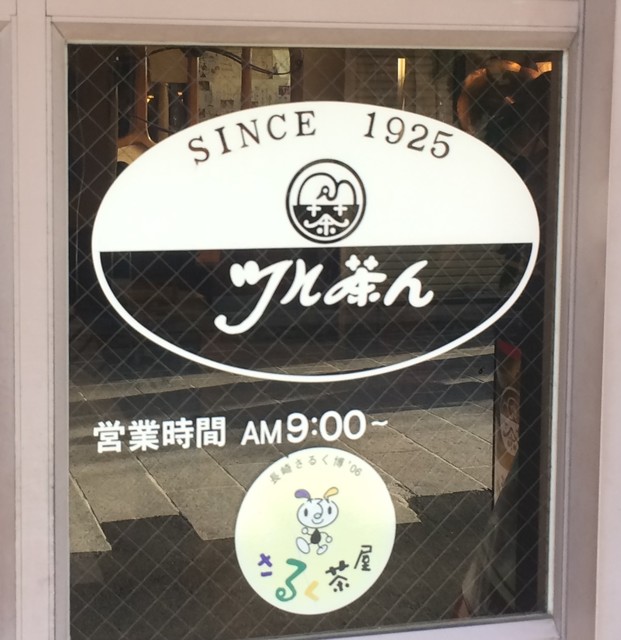 SINCE 1925
ツル茶ん
営業時間 AM9:00~
長崎さるく博'06
さるく茶屋